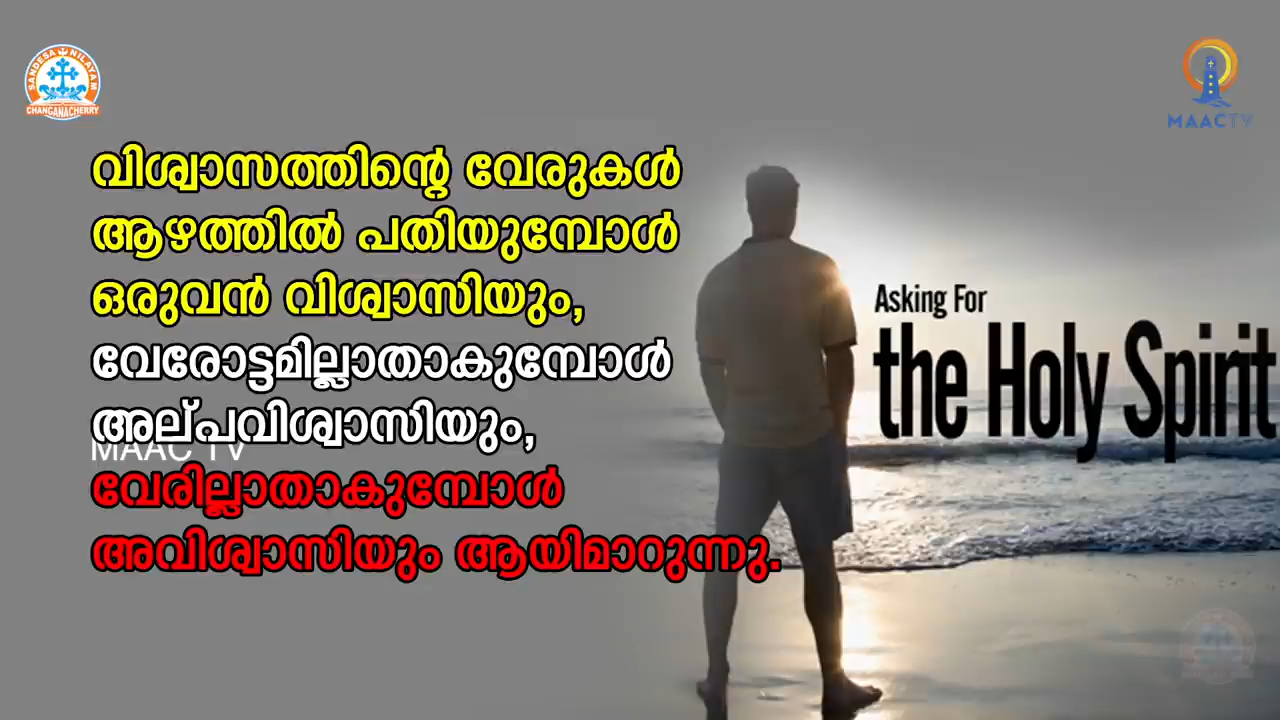 SANDESA NILAYAM
CHANGANACHERRY
MAACTV
വിശ്വാസത്തിന്റെ വേരുകൾ
ആഴത്തിൽ പതിയുമ്പോൾ
ഒരുവൻ വിശ്വാസിയും,
വേരോട്ടമില്ലാതാകുമ്പോൾ
അല്പവിശ്വാസിയും,
MAAC TV
വേരില്ലാതാകുമ്പോൾ
അവിശ്വാസിയും ആയിമാറുന്നു.
Asking For
the Holy Spirit